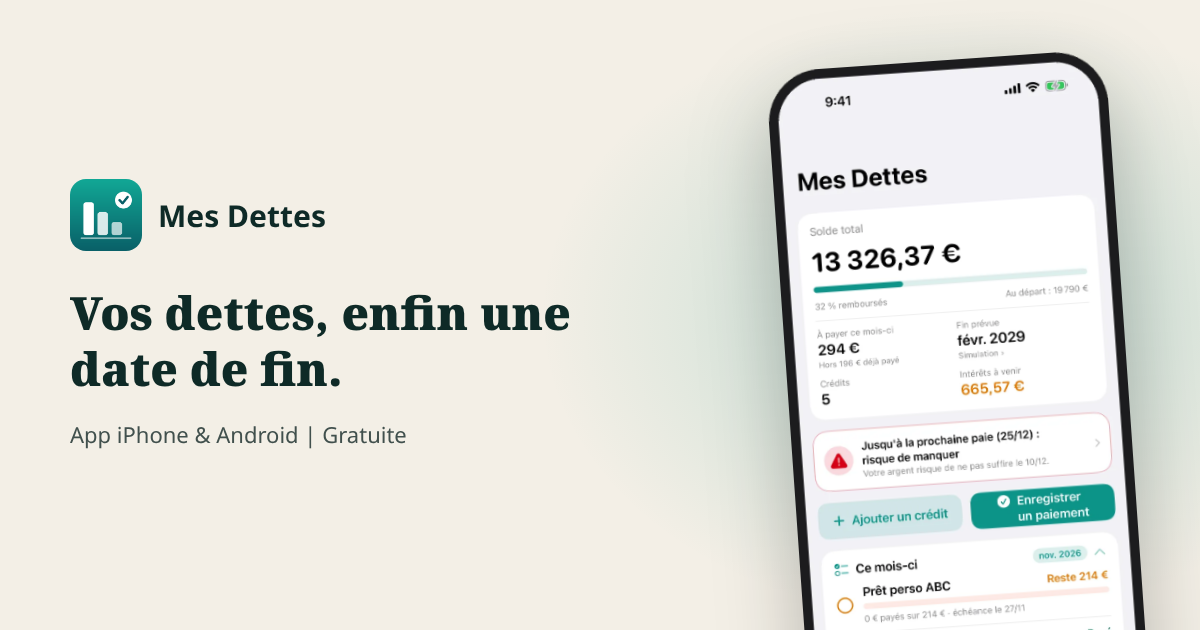 Mes Dettes
Vos dettes, enfin une
date de fin.
App iPhone & Android | Gratuite
9:41
Mes Dettes
Solde total
13 326,37 €
32 % remboursés
Au départ : 19 790 €
À payer ce mois-ci
294 €
Hors 196 € déjà payé
Fin prévue
févr. 2029
Simulation ›
Crédits
5
Intérêts à venir
665,57 €
Jusqu'à la prochaine paie (25/12) :
risque de manquer
Votre argent risque de ne pas suffire le 10/12.
+ Ajouter un crédit
Enregistrer
un paiement
Ce mois-ci
nov. 2026
Prêt perso ABC
Reste 214 €
0 € payés sur 214 € · échéance le 27/11